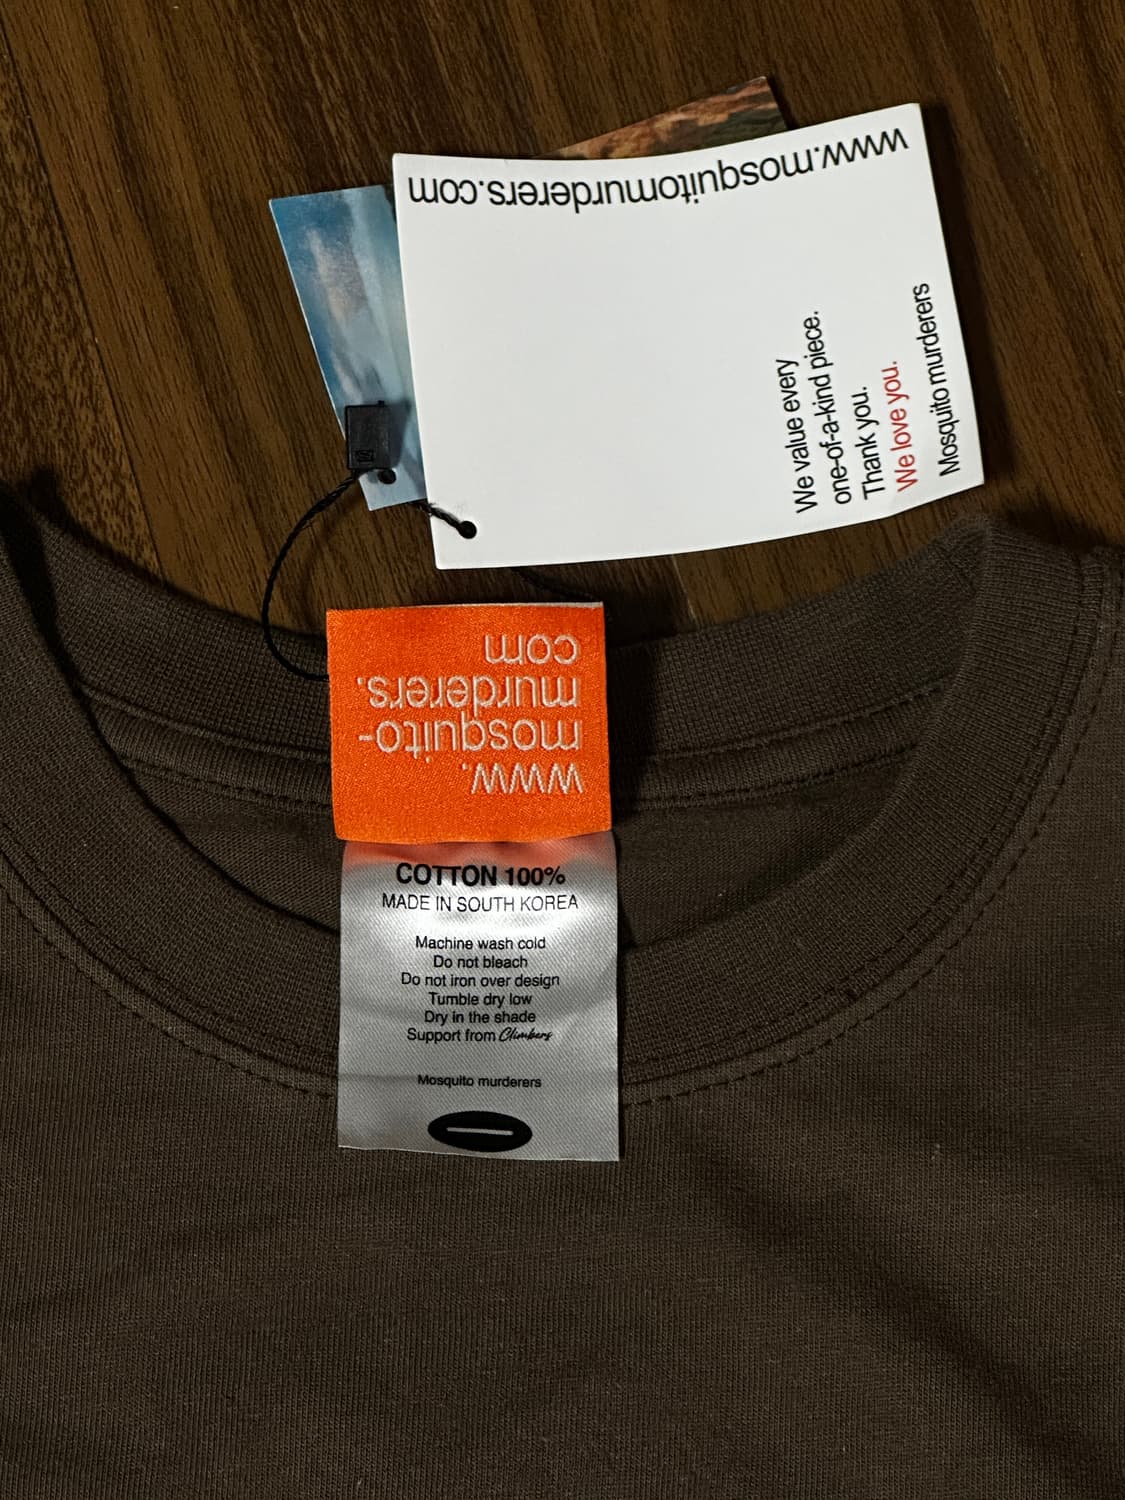 www.mosquitomurderers.com
We value every
one-of-a-kind piece.
Thank you.
We love you.
Mosquito murderers
www.
mosquito-
murderers.
com
COTTON 100%
MADE IN SOUTH KOREA
Machine wash cold
Do not bleach
Do not iron over design
Tumble dry low
Dry in the shade
Support from Climbers
Mosquito murderers